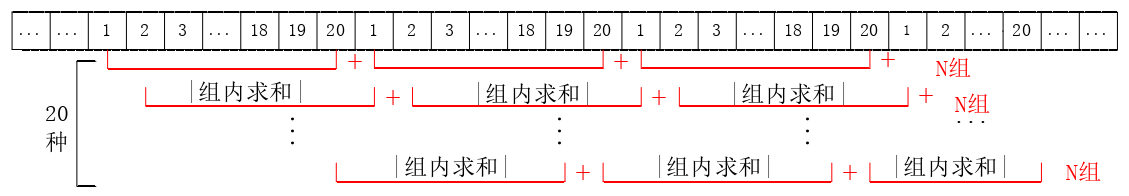 ... ... 1 2 3 ... 18 19 20 1 2 3 ... 18 19 20 1 2 3 ... 18 19 20 1 2 ... 20 ... ...
+ + + N组
|组内求和| + |组内求和| + |组内求和| + N组
20种
⋮ ⋮ ⋮ ...
|组内求和| + |组内求和| + |组内求和| N组